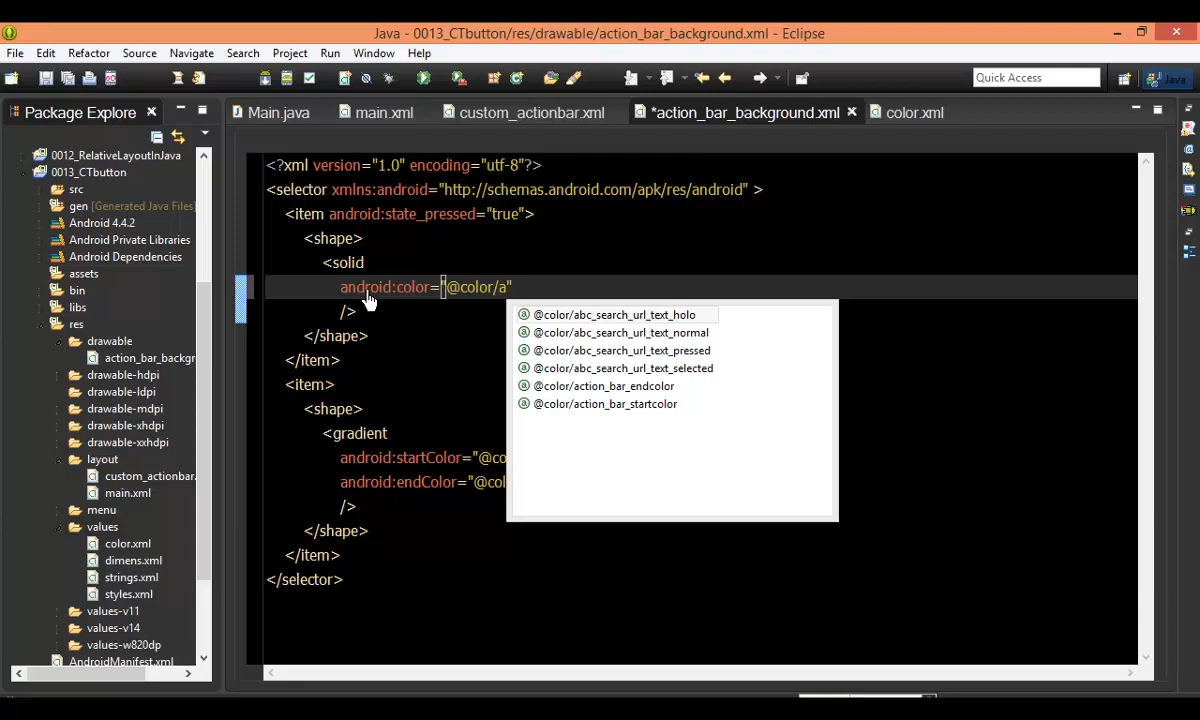 Java - 0013_CTbutton/res/drawable/action_bar_background.xml - Eclipse
File Edit Refactor Source Navigate Search Project Run Window Help
Quick Access
Java
Package Explore
Main.java main.xml custom_actionbar.xml *action_bar_background.xml color.xml
0012_RelativeLayoutInJava
0013_CTbutton
src
gen [Generated Java Files]
Android 4.4.2
Android Private Libraries
Android Dependencies
assets
bin
libs
res
drawable
action_bar_backgr
drawable-hdpi
drawable-ldpi
drawable-mdpi
drawable-xhdpi
drawable-xxhdpi
layout
custom_actionbar.
main.xml
menu
values
color.xml
dimens.xml
strings.xml
styles.xml
values-v11
values-v14
values-w820dp
AndroidManifest.xml
<?xml version="1.0" encoding="utf-8"?>
<selector xmlns:android="http://schemas.android.com/apk/res/android" >
<item android:state_pressed="true">
<shape>
<solid
android:color="@color/a"
/>
</shape>
</item>
<item>
<shape>
<gradient
android:startColor="@co
android:endColor="@col
/>
</shape>
</item>
</selector>
@color/abc_search_url_text_holo
@color/abc_search_url_text_normal
@color/abc_search_url_text_pressed
@color/abc_search_url_text_selected
@color/action_bar_endcolor
@color/action_bar_startcolor